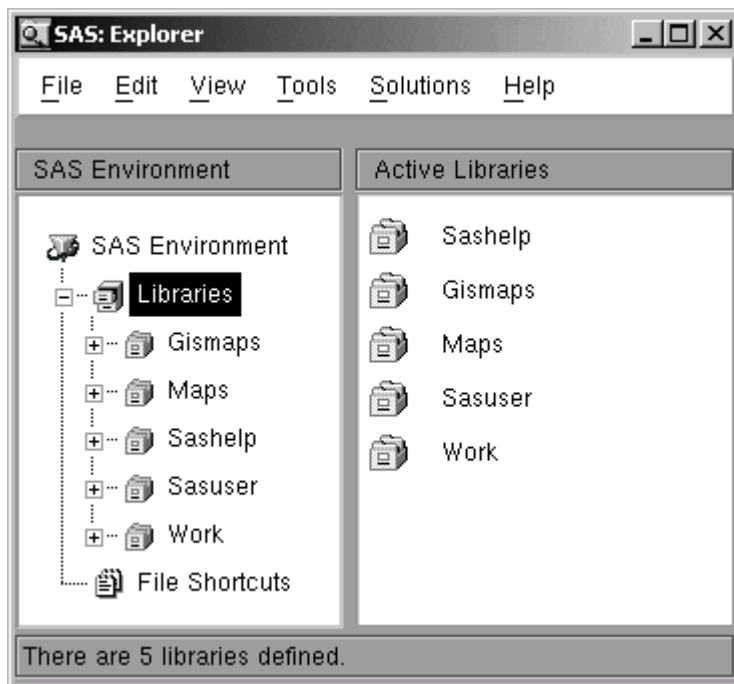 SAS: Explorer
File Edit View Tools Solutions Help
SAS Environment
Active Libraries
SAS Environment
Libraries
Gismaps
Maps
Sashelp
Sasuser
Work
File Shortcuts
Sashelp
Gismaps
Maps
Sasuser
Work
There are 5 libraries defined.